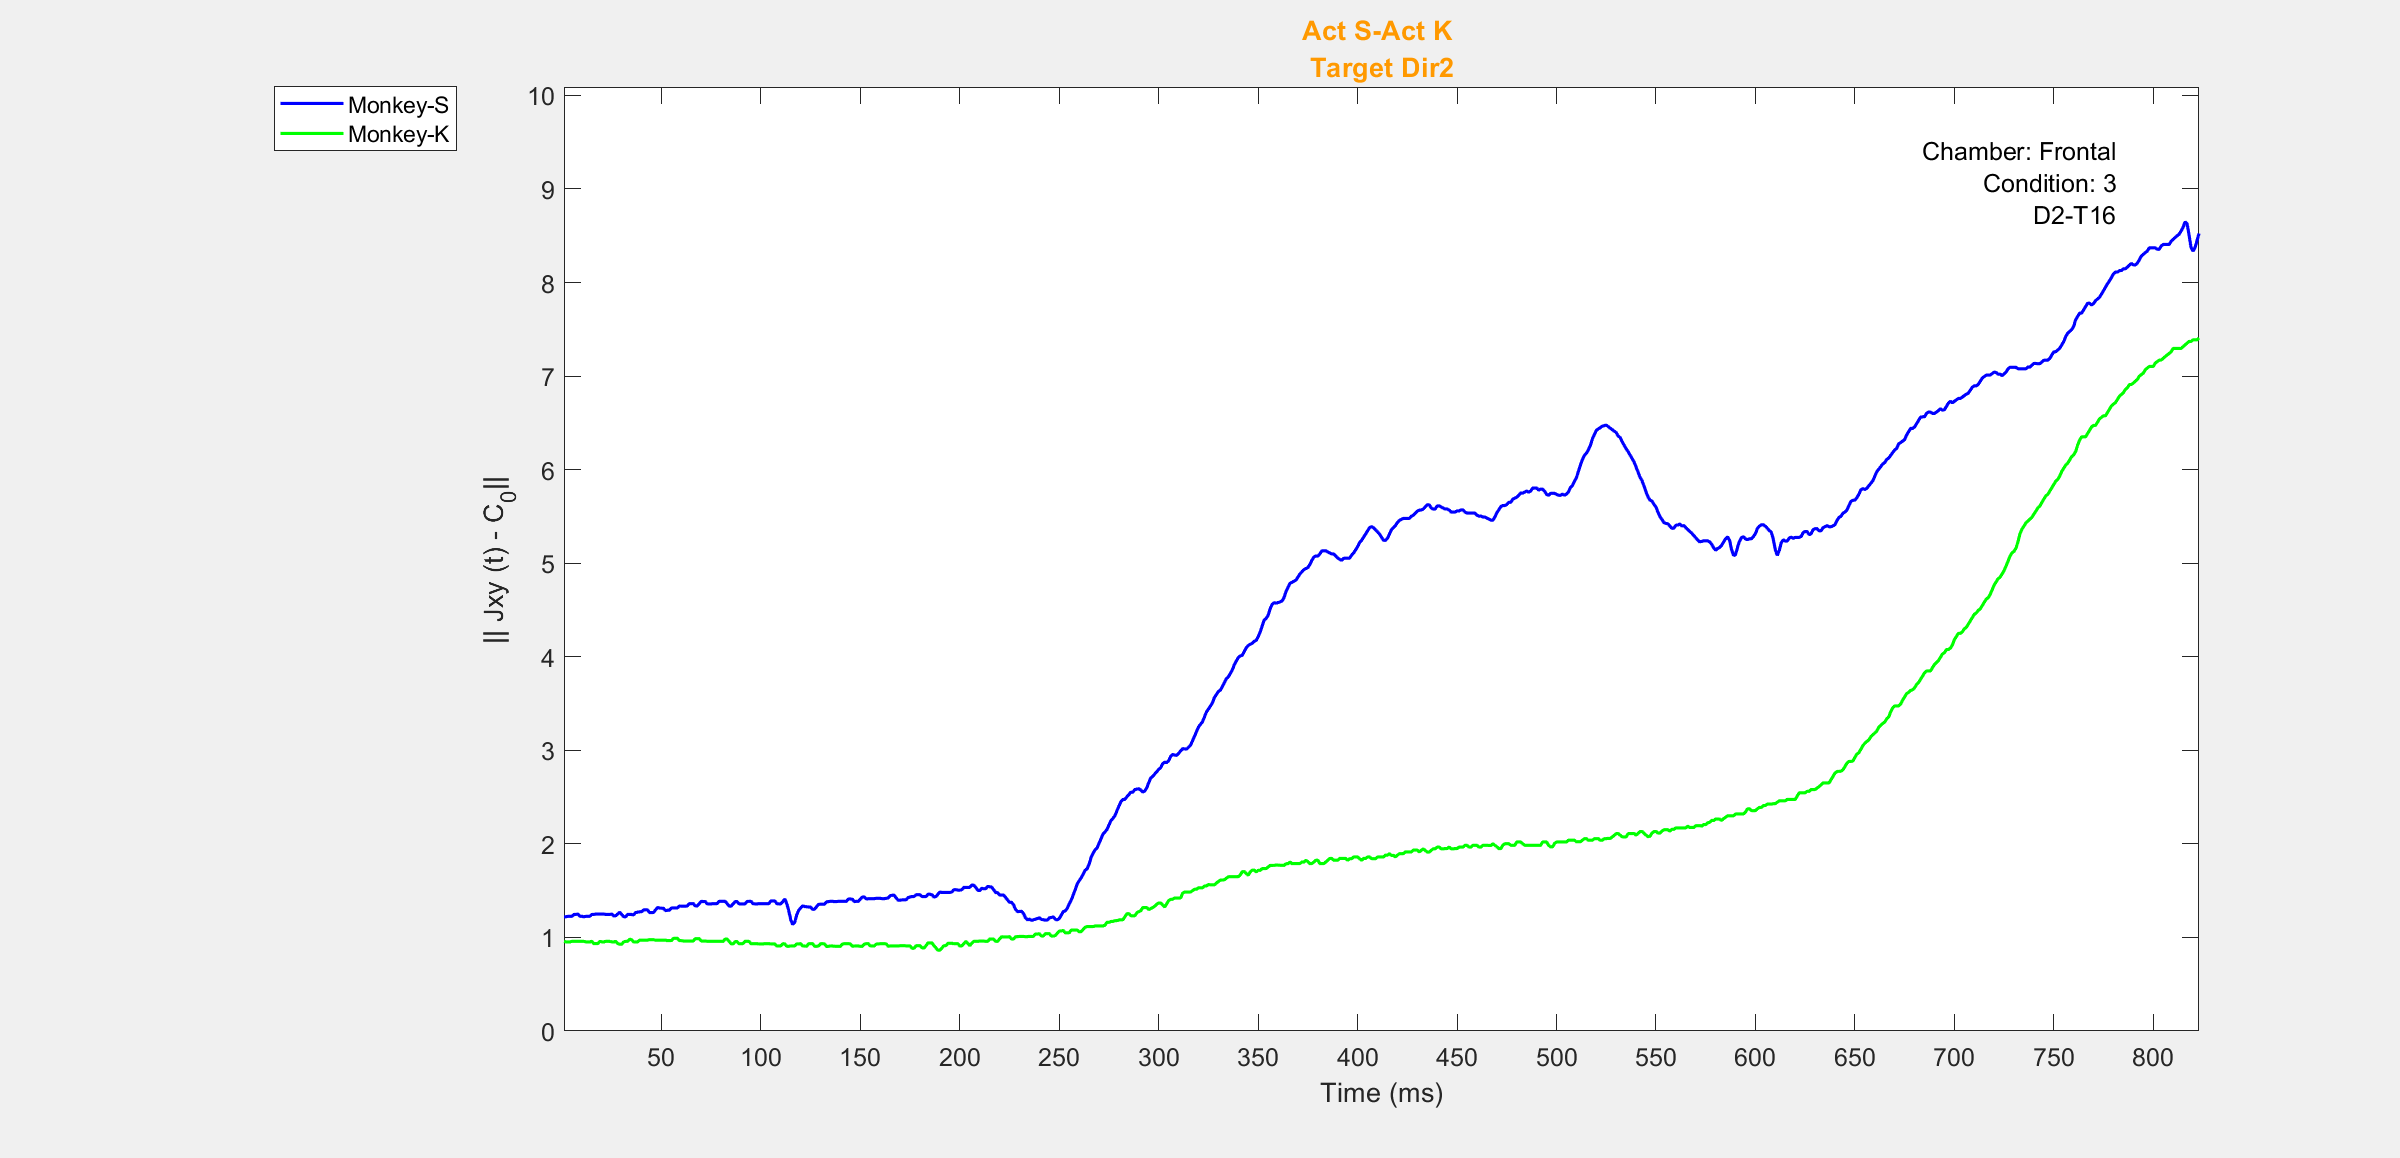 Act S-Act K
Target Dir2
Monkey-S
Monkey-K
Chamber: Frontal
Condition: 3
D2-T16
10
9
8
7
6
5
4
3
2
1
0
|| Jxy (t) - C0||
50 100 150 200 250 300 350 400 450 500 550 600 650 700 750 800
Time (ms)